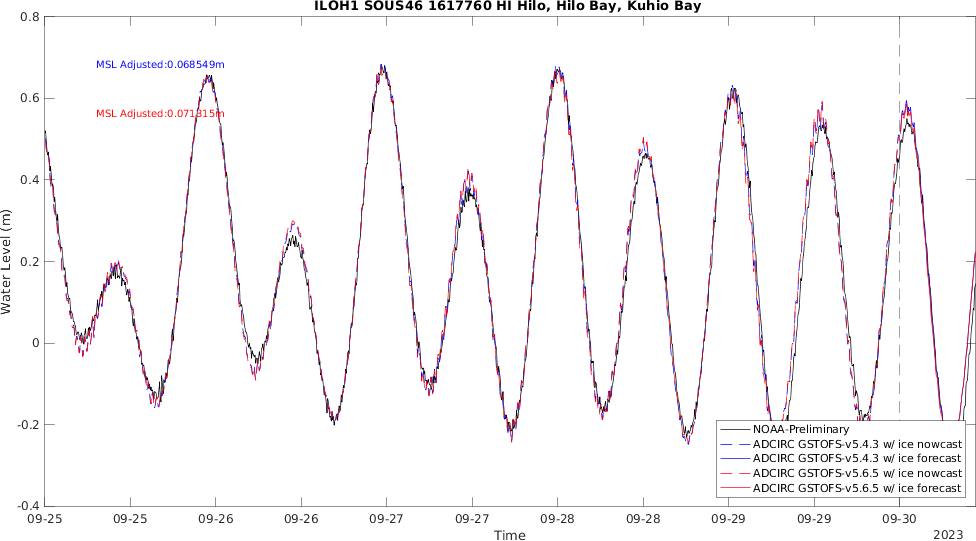 ILOH1 SOUS46 1617760 HI Hilo, Hilo Bay, Kuhio Bay
0.8
0.6
0.4
0.2
0
-0.2
-0.4
Water Level (m)
MSL Adjusted:0.068549m
MSL Adjusted:0.071315m
NOAA-Preliminary
ADCIRC GSTOFS-v5.4.3 w/ ice nowcast
ADCIRC GSTOFS-v5.4.3 w/ ice forecast
ADCIRC GSTOFS-v5.6.5 w/ ice nowcast
ADCIRC GSTOFS-v5.6.5 w/ ice forecast
09-25 09-25 09-26 09-26 09-27 09-27 09-28 09-28 09-29 09-29 09-30
Time
2023